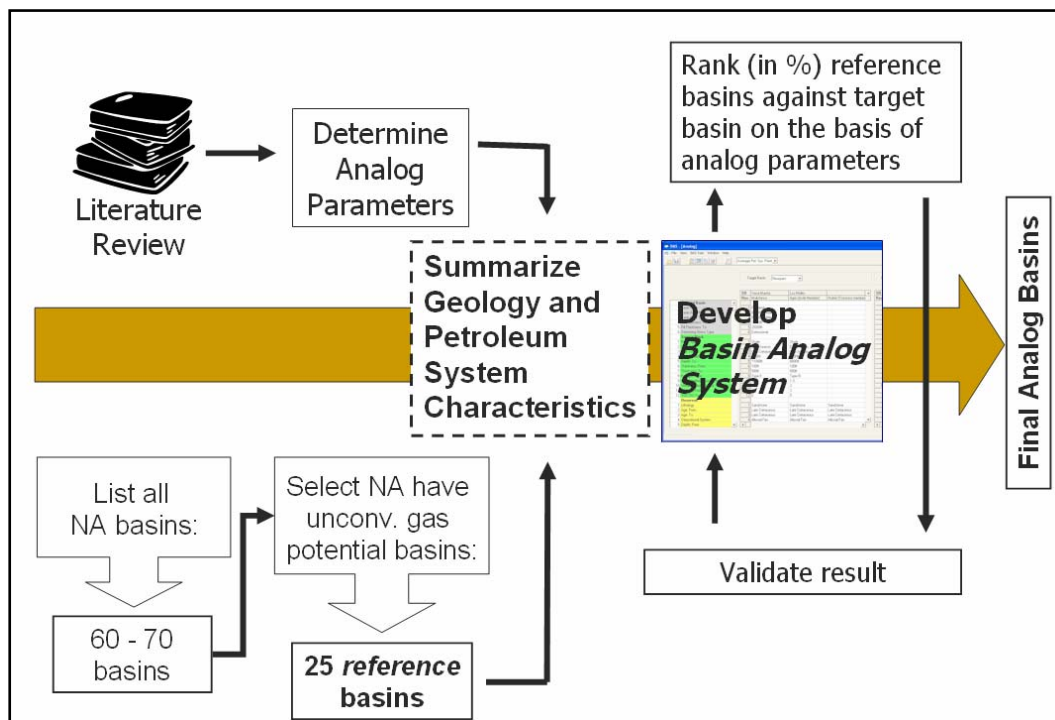 Literature
Review
Determine
Analog
Parameters
Rank (in %) reference
basins against target
basin on the basis of
analog parameters
Summarize
Geology and
Petroleum
System
Characteristics
Develop
Basin Analog
System
Final Analog Basins
List all
NA basins:
60 - 70
basins
Select NA have
unconv. gas
potential basins:
25 reference
basins
Validate result